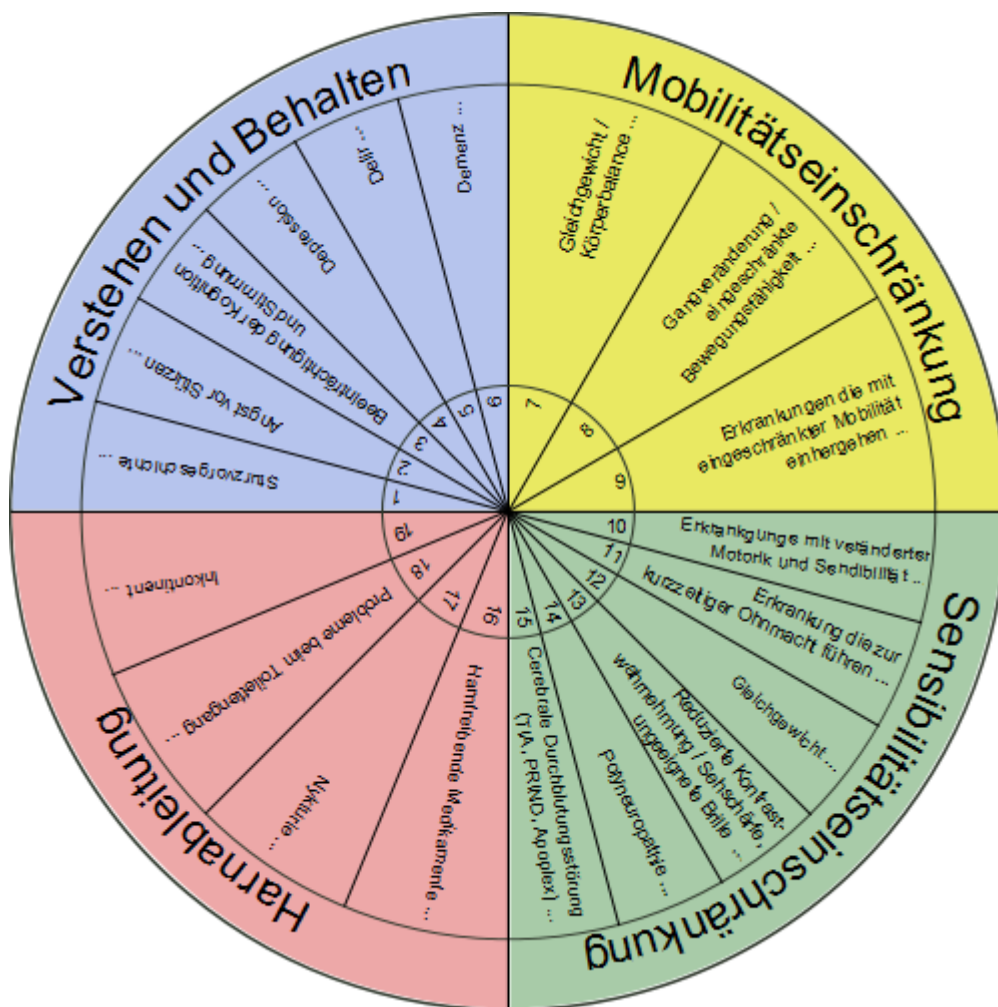 Verstehen und Behalten
1
Sturzvorgeschichte ...
2
Angst vor Stürzen ...
3
Beeinträchtigung der Kognition
und Stimmung ...
4
Depression ...
5
Delir ...
6
Demenz ...
Mobilitätseinschränkung
7
Gleichgewicht /
Körperbalance ...
8
Gangveränderung /
eingeschränkte
Bewegungsfähigkeit ...
9
Erkrankungen die mit
eingeschränkter Mobilität
einhergehen ...
Sensibilitätseinschränkung
10
Erkrankgungs mit veränderter
Motorik und Sendibilität ...
11
Erkrankung die zur
kurzzeitiger Ohnmacht führen ...
12
Gleichgewicht ...
13
Reduzierte Kontrast-
wahrnehmung / Sehschärfe,
ungeeignete Brille ...
14
Polyneuropathie ...
15
Cerebrale Durchblutungsstörung
(TIA, PRIND, Apoplex) ...
Harnableitung
16
Harntreibende Medikamente ...
17
Nykturie ...
18
Probleme beim Toilettengang ...
19
Inkontinent ...